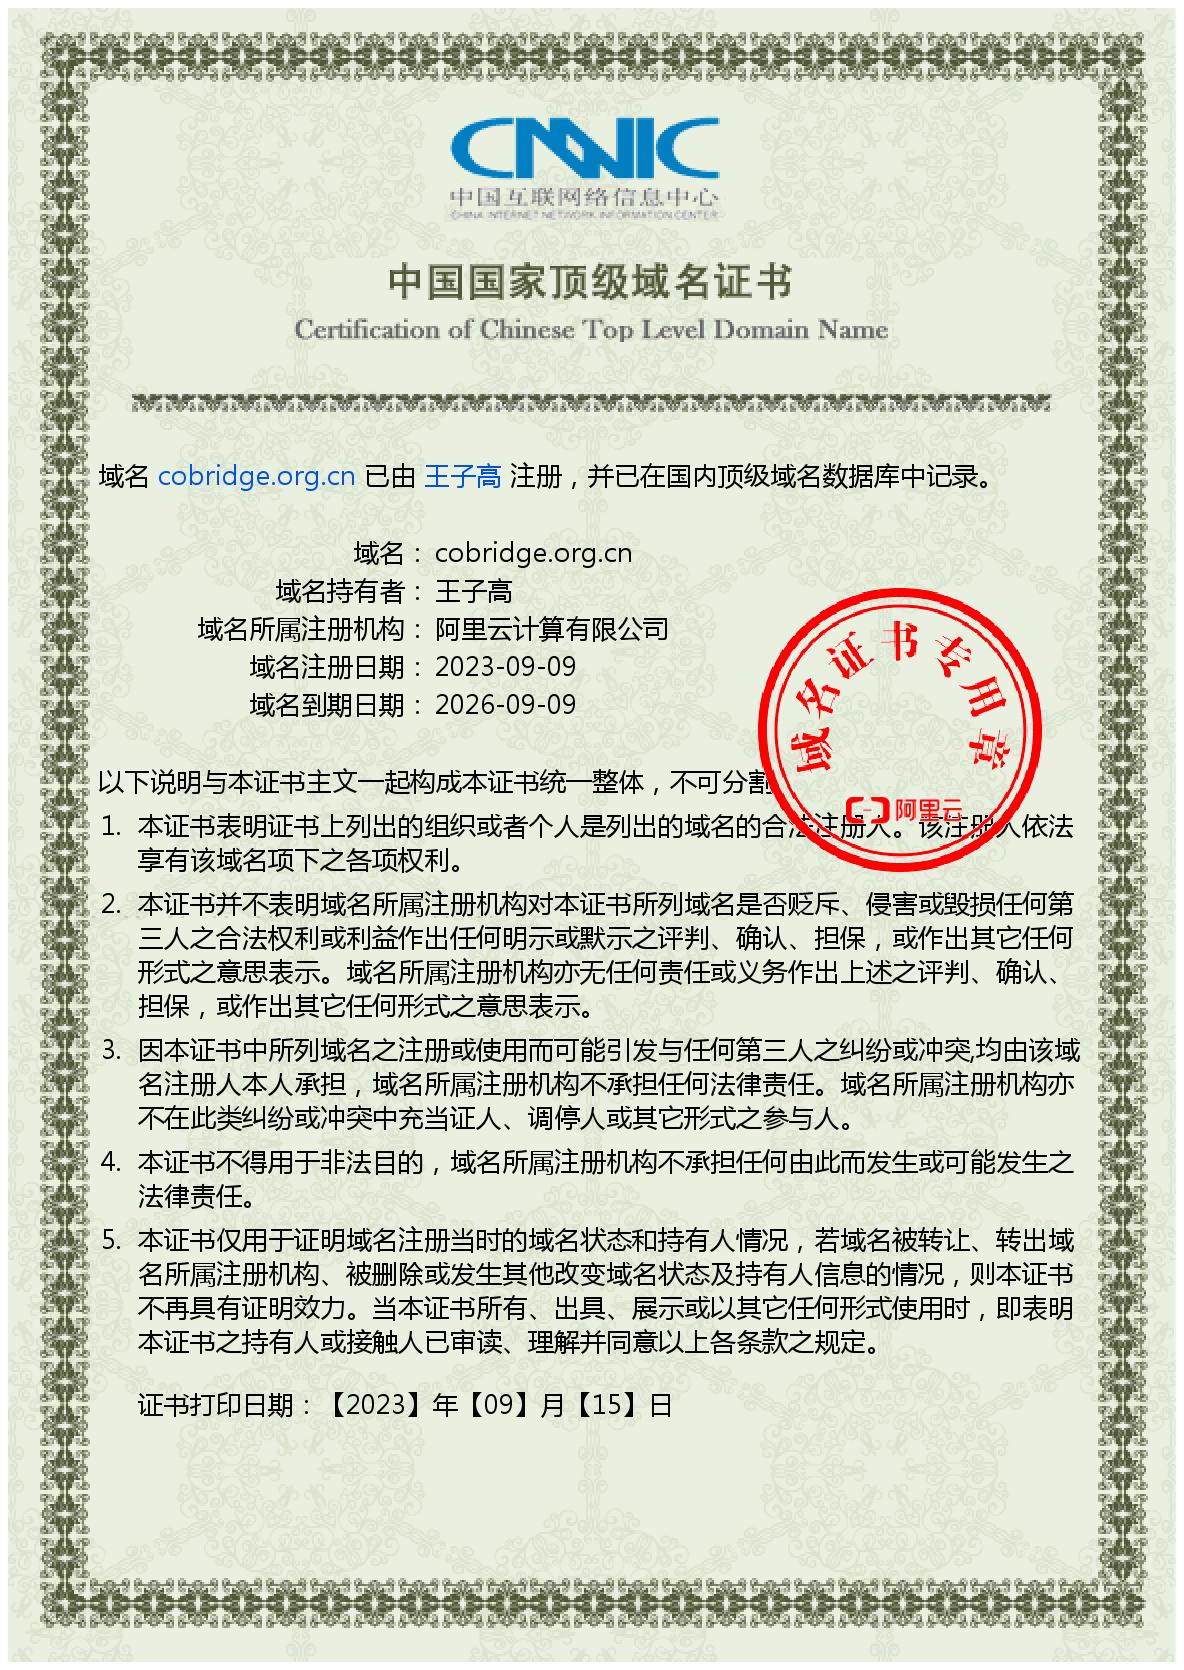 CNNIC
中国互联网络信息中心
CHINA INTERNET NETWORK INFORMATION CENTER
中国国家顶级域名证书
Certification of Chinese Top Level Domain Name
域名 cobridge.org.cn 已由 王子高 注册，并已在国内顶级域名数据库中记录。
域名： cobridge.org.cn
域名持有者： 王子高
域名所属注册机构： 阿里云计算有限公司
域名注册日期： 2023-09-09
域名到期日期： 2026-09-09
域名证书专用章
阿里云
以下说明与本证书主文一起构成本证书统一整体，不可分割
1. 本证书表明证书上列出的组织或者个人是列出的域名的合法注册人。该注册人依法
享有该域名项下之各项权利。
2. 本证书并不表明域名所属注册机构对本证书所列域名是否贬斥、侵害或毁损任何第
三人之合法权利或利益作出任何明示或默示之评判、确认、担保，或作出其它任何
形式之意思表示。域名所属注册机构亦无任何责任或义务作出上述之评判、确认、
担保，或作出其它任何形式之意思表示。
3. 因本证书中所列域名之注册或使用而可能引发与任何第三人之纠纷或冲突,均由该域
名注册人本人承担，域名所属注册机构不承担任何法律责任。域名所属注册机构亦
不在此类纠纷或冲突中充当证人、调停人或其它形式之参与人。
4. 本证书不得用于非法目的，域名所属注册机构不承担任何由此而发生或可能发生之
法律责任。
5. 本证书仅用于证明域名注册当时的域名状态和持有人情况，若域名被转让、转出域
名所属注册机构、被删除或发生其他改变域名状态及持有人信息的情况，则本证书
不再具有证明效力。当本证书所有、出具、展示或以其它任何形式使用时，即表明
本证书之持有人或接触人已审读、理解并同意以上各条款之规定。
证书打印日期：【2023】年【09】月【15】日